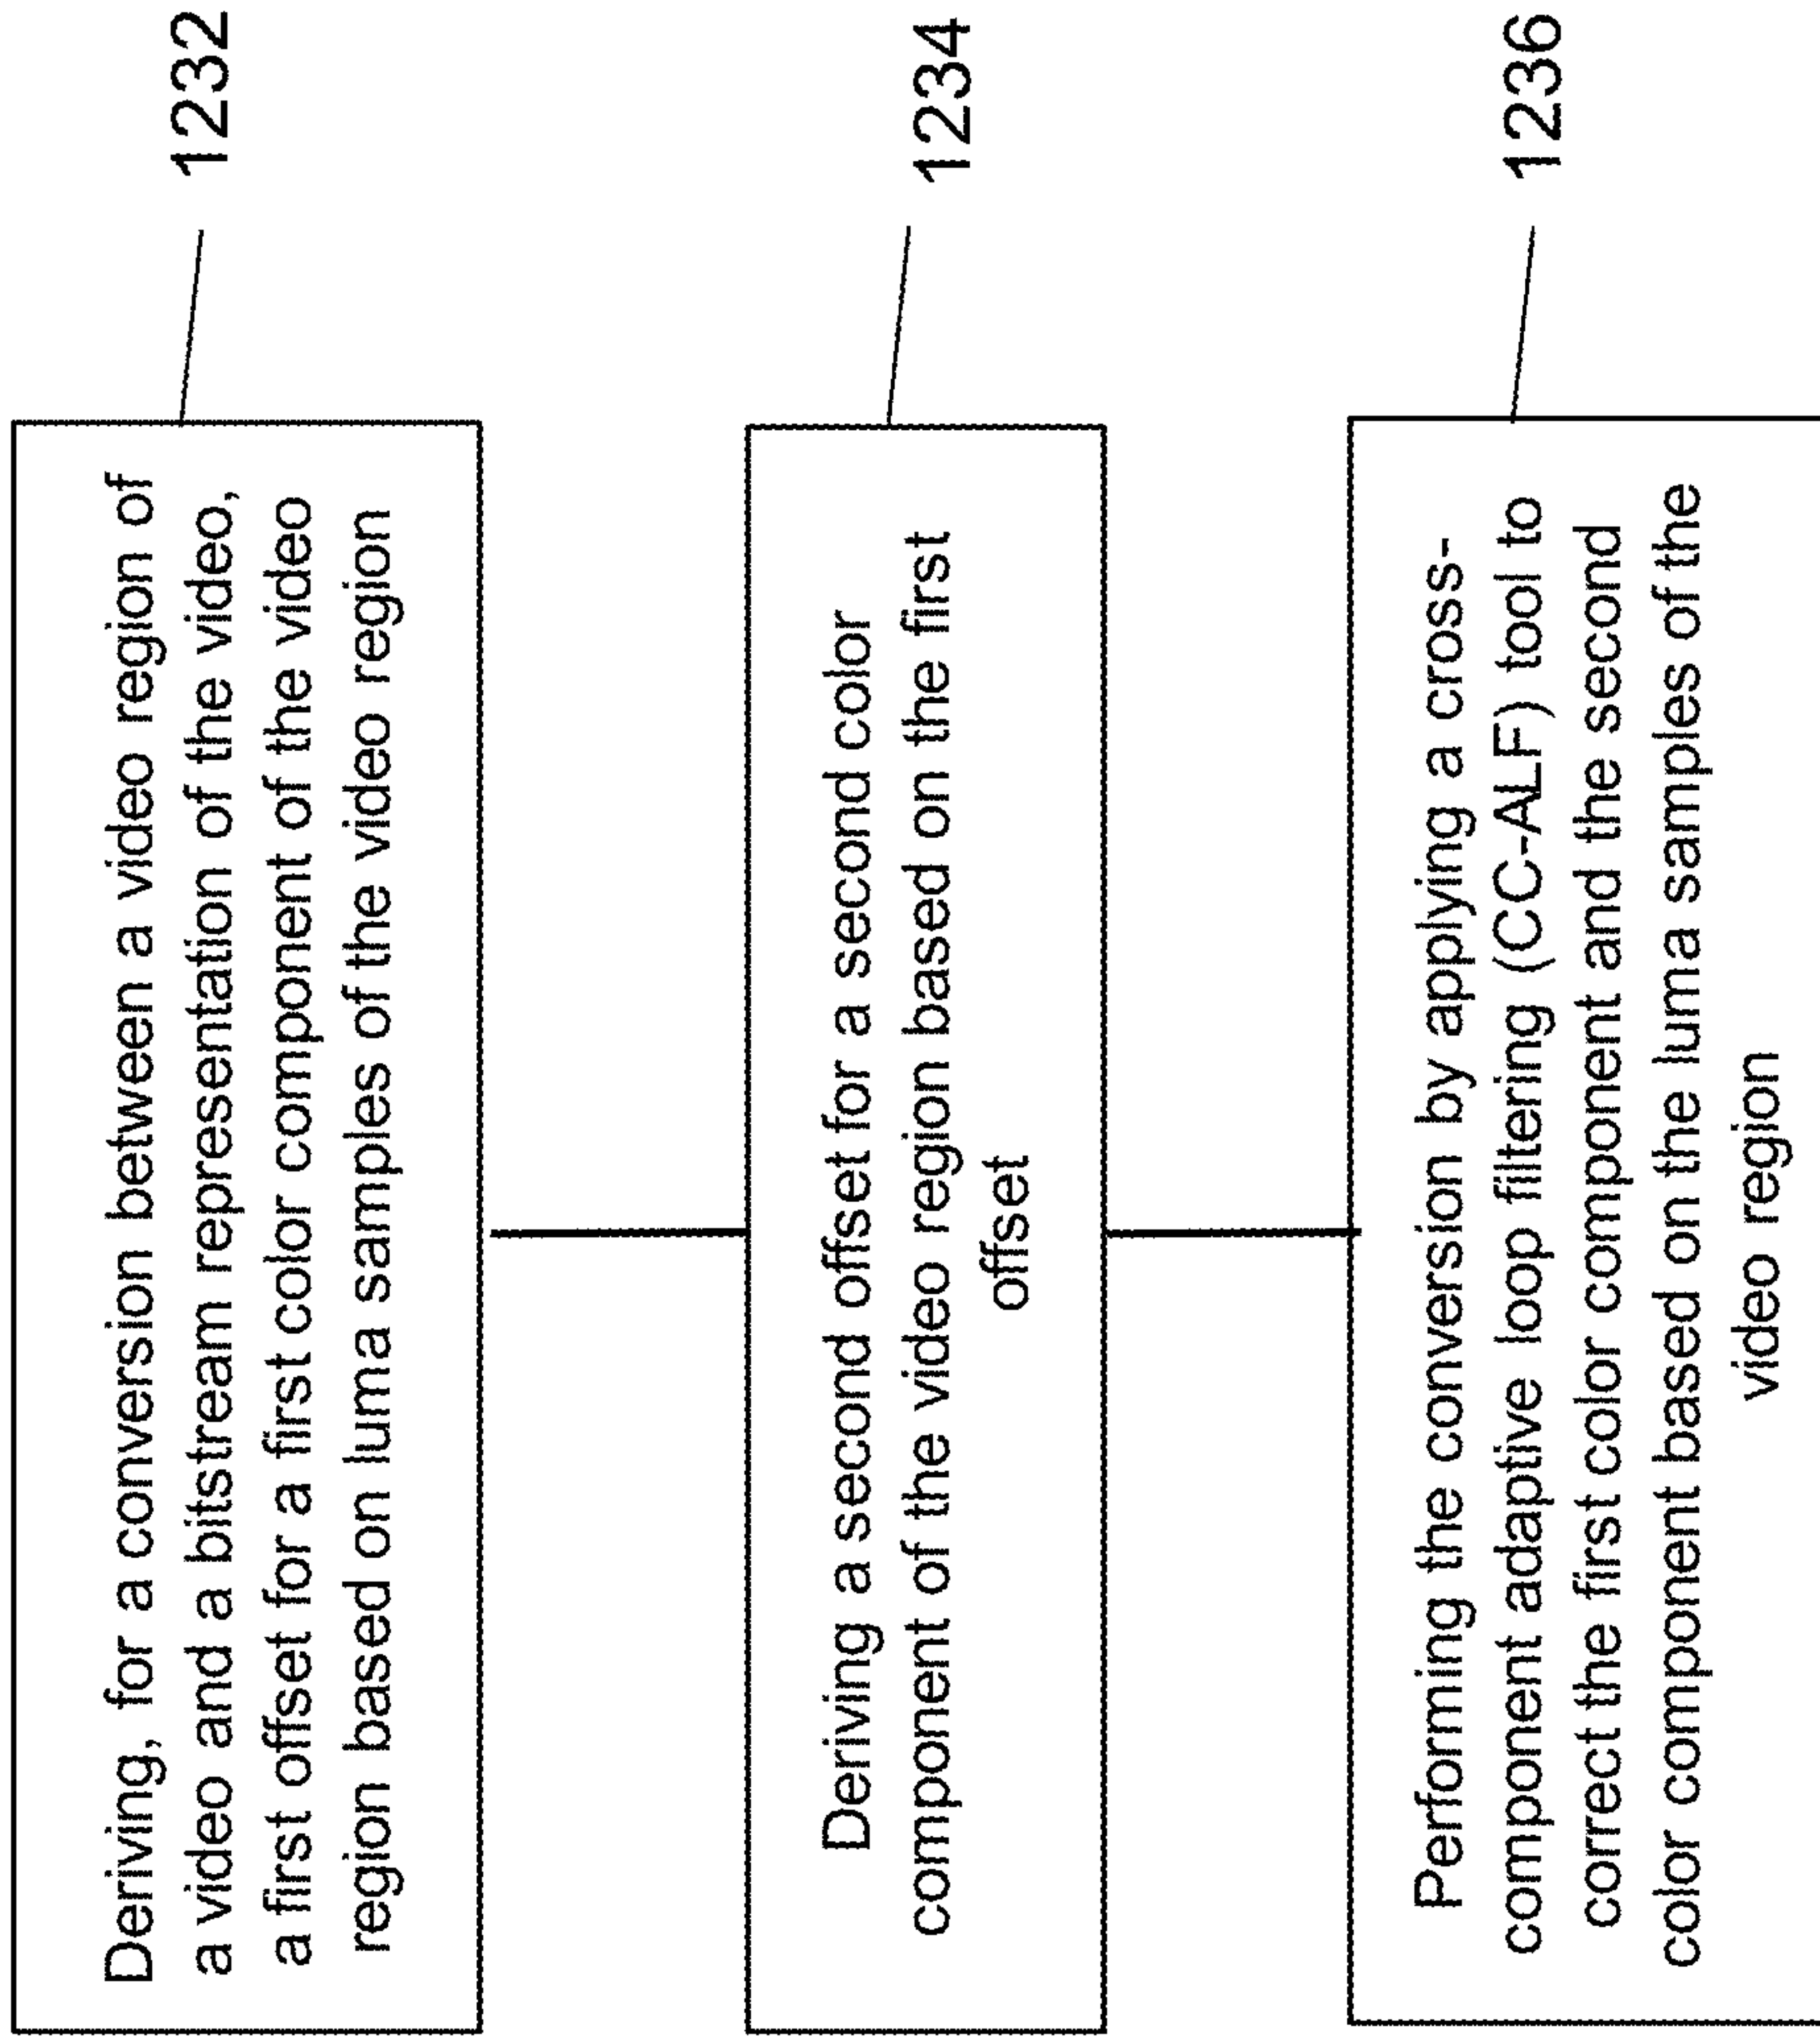 Deriving, for a conversion between a video region of
a video and a bitstream representation of the video,
a first offset for a first color component of the video
region based on luma samples of the video region
1232
Deriving a second offset for a second color
component of the video region based on the first
offset
1234
Performing the conversion by applying a cross-
component adaptive loop filtering (CC-ALF) tool to
correct the first color component and the second
color component based on the luma samples of the
video region
1236